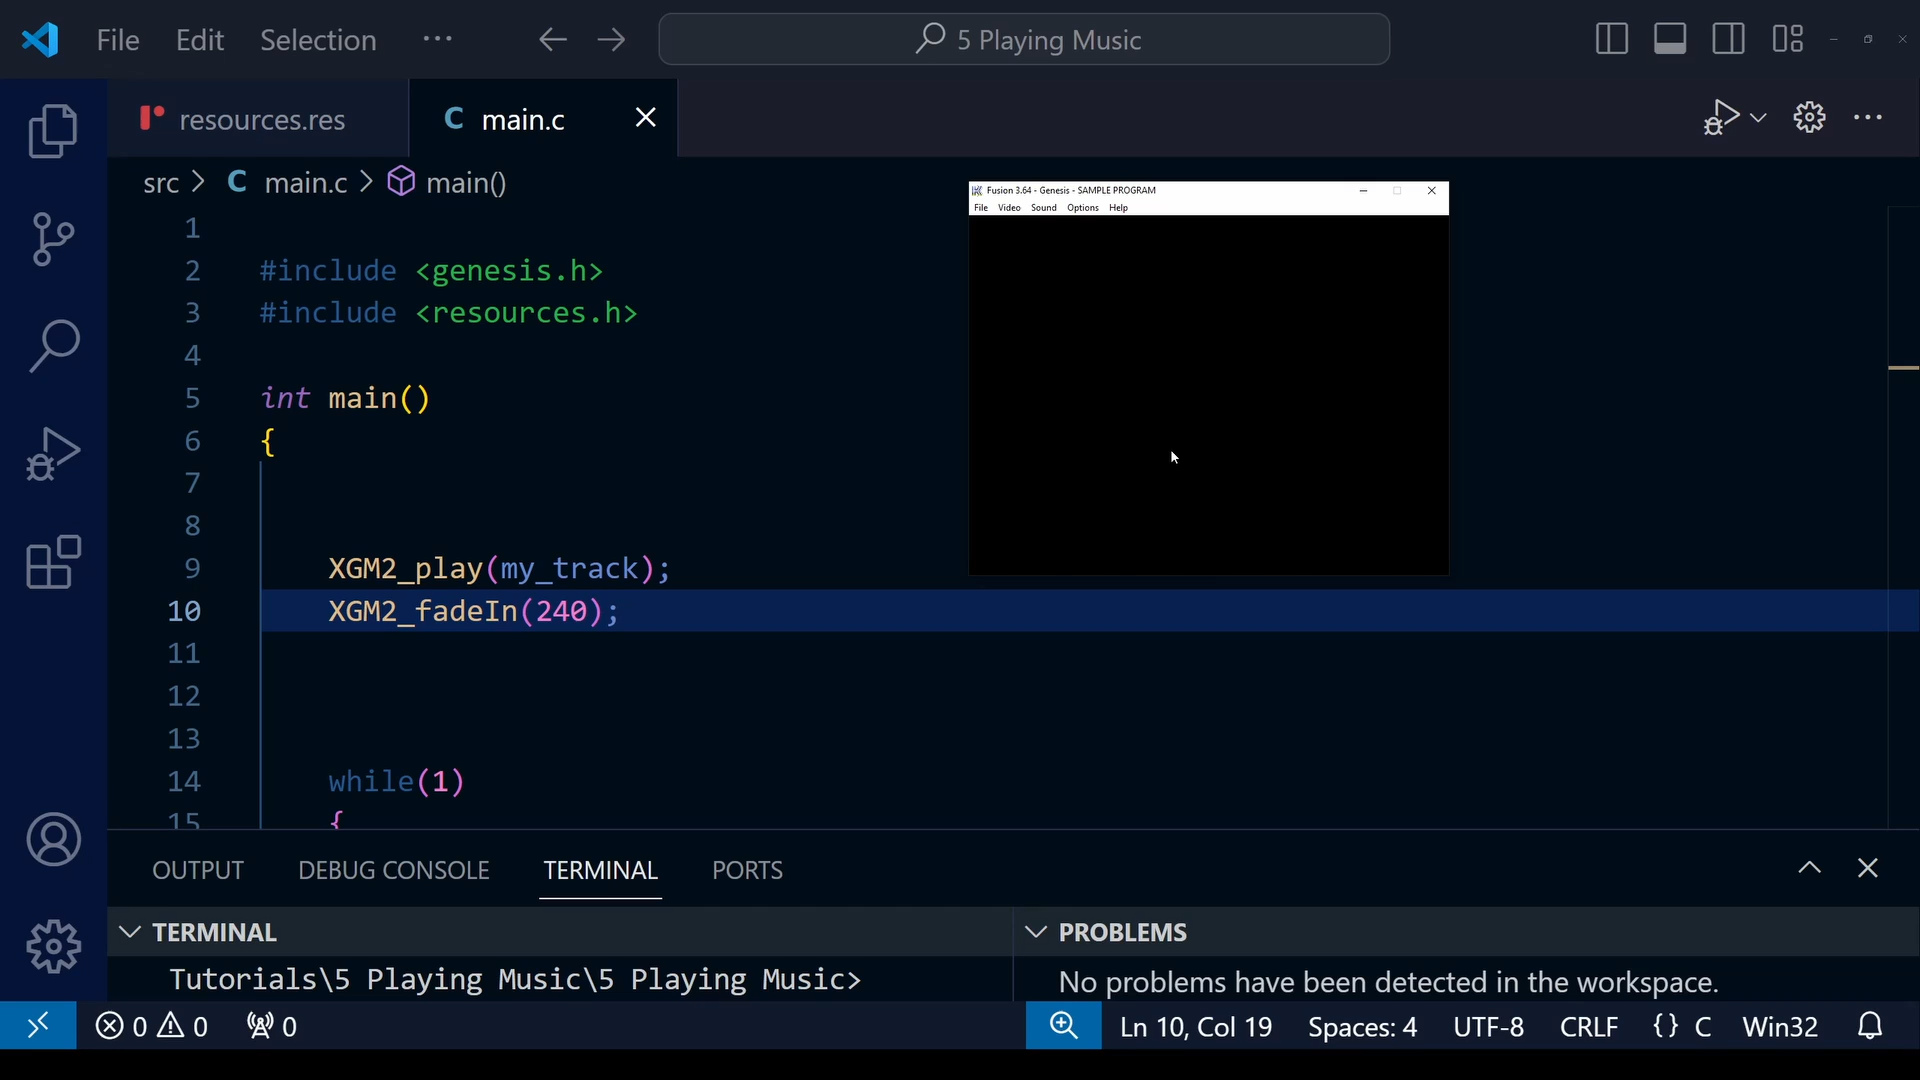 File Edit Selection ··· 5 Playing Music
resources.res
C main.c
src > C main.c > main()
Fusion 3.64 - Genesis - SAMPLE PROGRAM
File Video Sound Options Help
1
2 #include <genesis.h>
3 #include <resources.h>
4
5 int main()
6 {
7
8
9 XGM2_play(my_track);
10 XGM2_fadeIn(240);
11
12
13
14 while(1)
15 {
OUTPUT DEBUG CONSOLE TERMINAL PORTS
TERMINAL
Tutorials\5 Playing Music\5 Playing Music>
PROBLEMS
No problems have been detected in the workspace.
0 0 0 Ln 10, Col 19 Spaces: 4 UTF-8 CRLF {} C Win32